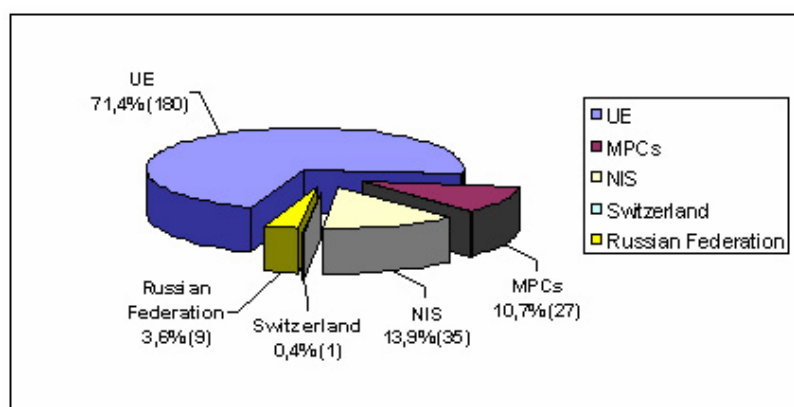 UE
71,4%(180)
UE
MPCs
NIS
Switzerland
Russian Federation
Russian
Federation
3,6%(9)
Switzerland
0,4%(1)
NIS
13,9%(35)
MPCs
10,7%(27)